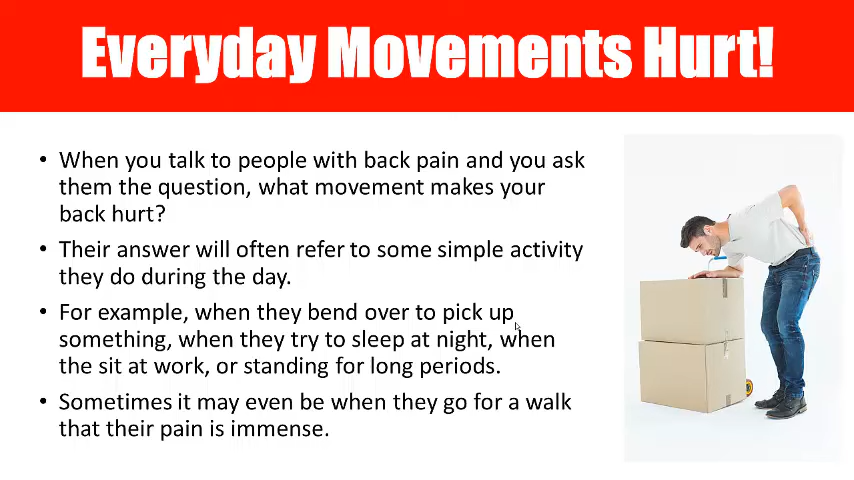 Everyday Movements Hurt!
• When you talk to people with back pain and you ask
them the question, what movement makes your
back hurt?
• Their answer will often refer to some simple activity
they do during the day.
• For example, when they bend over to pick up
something, when they try to sleep at night, when
the sit at work, or standing for long periods.
• Sometimes it may even be when they go for a walk
that their pain is immense.